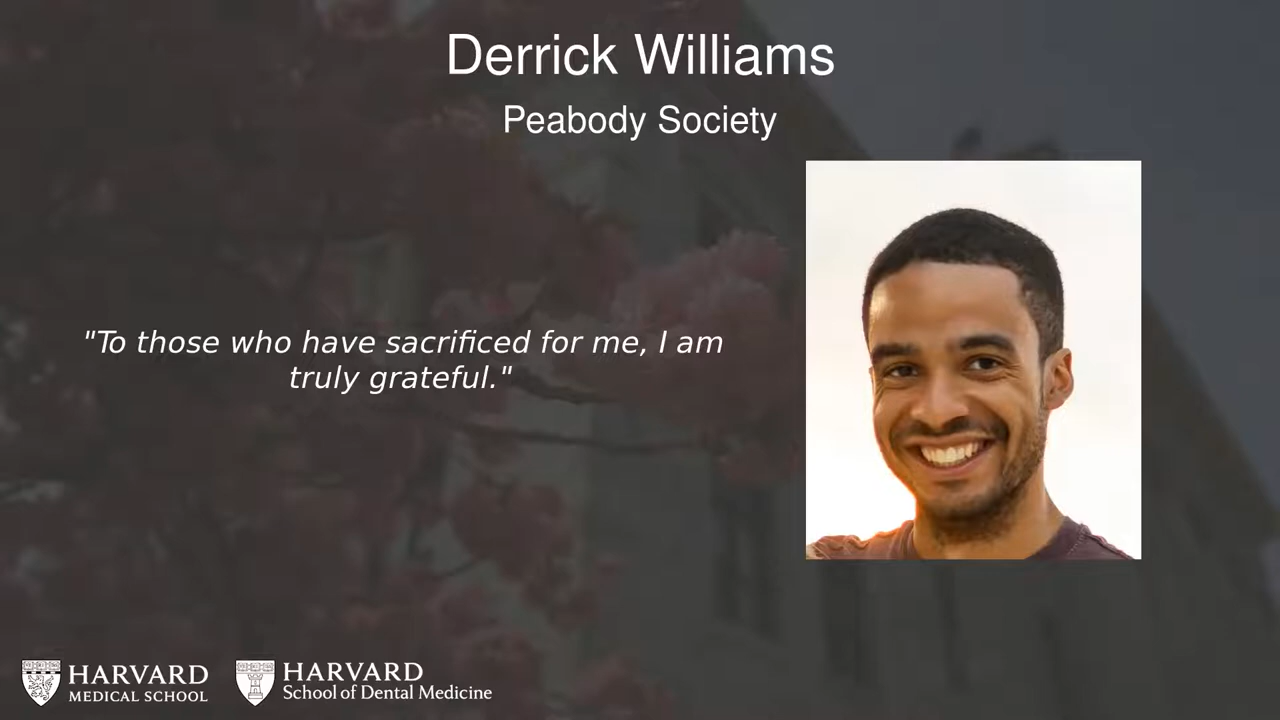 Derrick Williams
Peabody Society
"To those who have sacrificed for me, I am
truly grateful."
HARVARD
MEDICAL SCHOOL
HARVARD
School of Dental Medicine